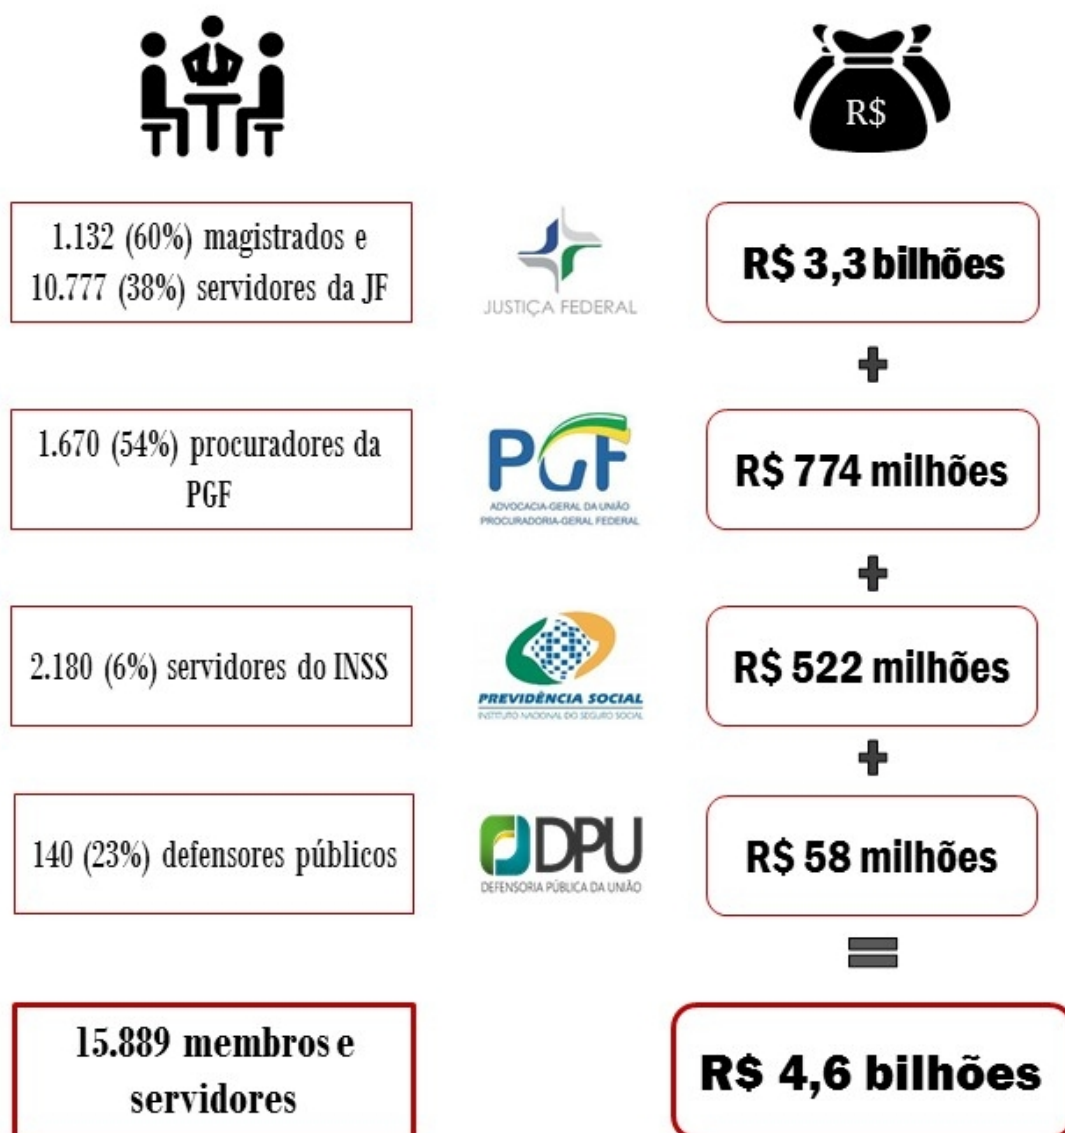 R$
1.132 (60%) magistrados e
10.777 (38%) servidores da JF
JUSTIÇA FEDERAL
R$ 3,3 bilhões
+
1.670 (54%) procuradores da
PGF
PGF
ADVOCACIA-GERAL DA UNIÃO
PROCURADORIA-GERAL FEDERAL
R$ 774 milhões
+
2.180 (6%) servidores do INSS
PREVIDÊNCIA SOCIAL
INSTITUTO NACIONAL DO SEGURO SOCIAL
R$ 522 milhões
+
140 (23%) defensores públicos
DPU
DEFENSORIA PÚBLICA DA UNIÃO
R$ 58 milhões
=
15.889 membros e
servidores
R$ 4,6 bilhões